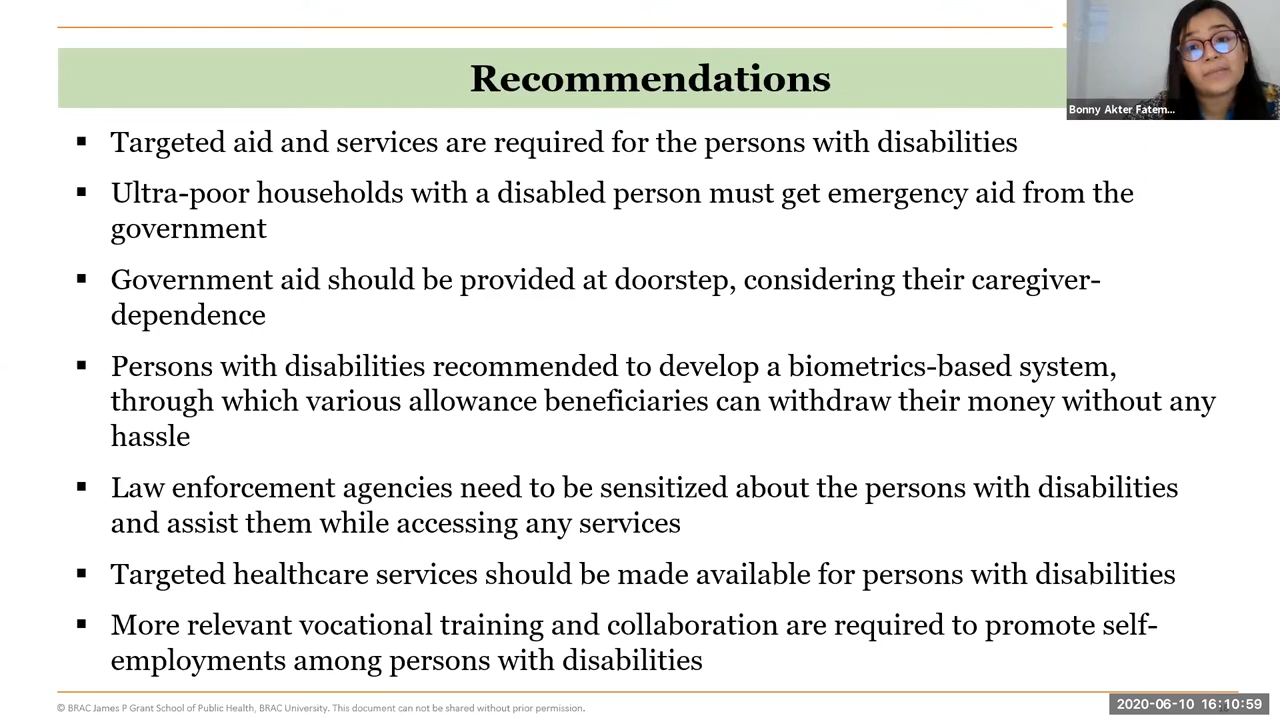 Recommendations
Bonny Akter Fatem...
▪ Targeted aid and services are required for the persons with disabilities
▪ Ultra-poor households with a disabled person must get emergency aid from the
government
▪ Government aid should be provided at doorstep, considering their caregiver-
dependence
▪ Persons with disabilities recommended to develop a biometrics-based system,
through which various allowance beneficiaries can withdraw their money without any
hassle
▪ Law enforcement agencies need to be sensitized about the persons with disabilities
and assist them while accessing any services
▪ Targeted healthcare services should be made available for persons with disabilities
▪ More relevant vocational training and collaboration are required to promote self-
employments among persons with disabilities
© BRAC James P Grant School of Public Health, BRAC University. This document can not be shared without prior permission.
2020-06-10 16:10:59